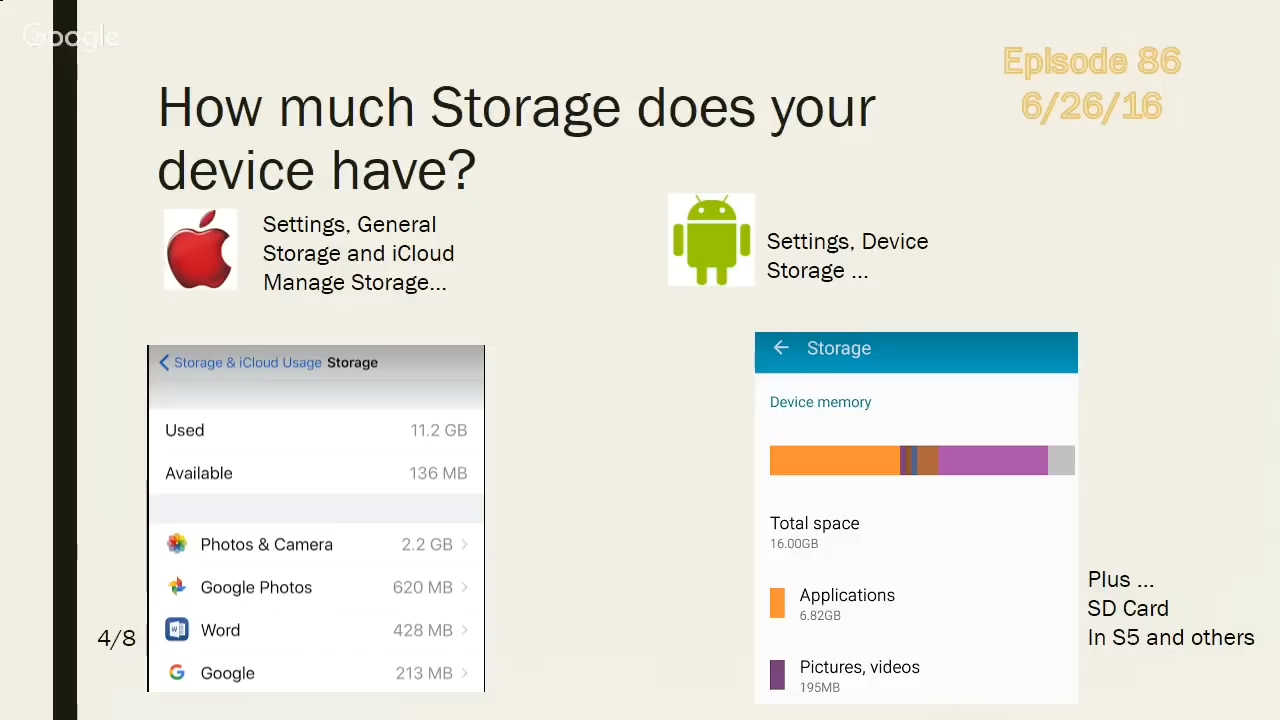 Google
Episode 86
6/26/16
How much Storage does your
device have?
Settings, General
Storage and iCloud
Manage Storage...
Settings, Device
Storage ...
Storage & iCloud Usage Storage
Used 11.2 GB
Available 136 MB
Photos & Camera 2.2 GB
Google Photos 620 MB
Word 428 MB
Google 213 MB
4/8
Storage
Device memory
Total space
16.00GB
Applications
6.82GB
Pictures, videos
195MB
Plus ...
SD Card
In S5 and others